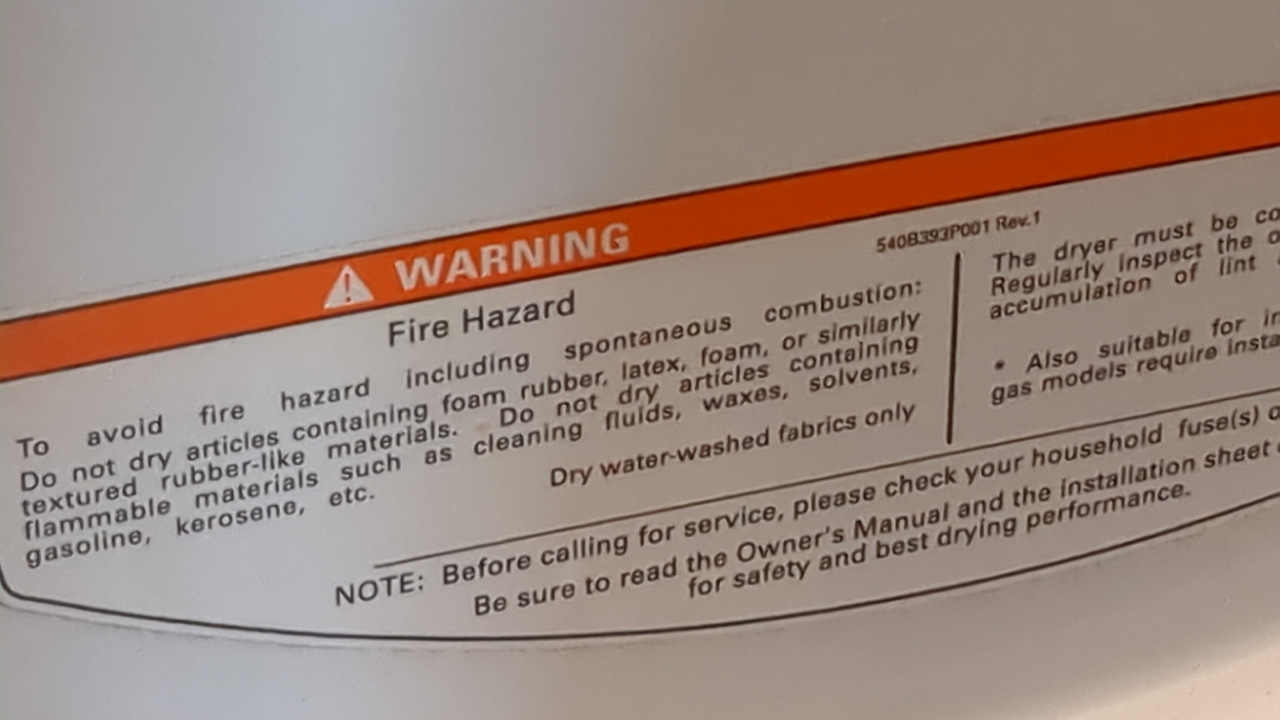 WARNING
540B393P001 Rev.1
Fire Hazard
To avoid fire hazard including spontaneous combustion:
Do not dry articles containing foam rubber, latex, foam, or similarly
textured rubber-like materials. Do not dry articles containing
flammable materials such as cleaning fluids, waxes, solvents,
gasoline, kerosene, etc.
Dry water-washed fabrics only
The dryer must be
Regularly inspect the
accumulation of lint
* Also suitable for
gas models require
NOTE: Before calling for service, please check your household fuse(s)
Be sure to read the Owner's Manual and the installation sheet
for safety and best drying performance.